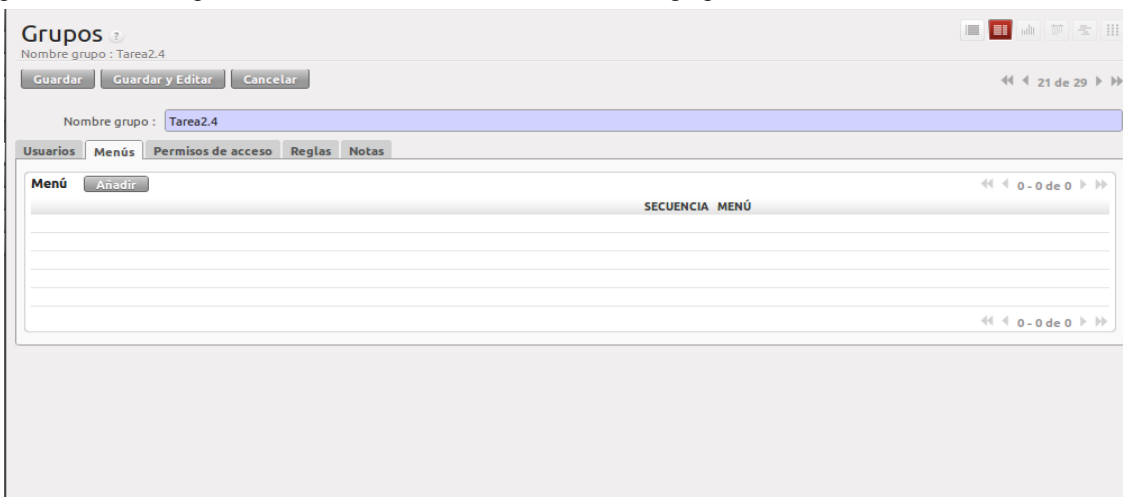 Grupos ?
Nombre grupo : Tarea2.4
Guardar Guardar y Editar Cancelar
21 de 29
Nombre grupo : Tarea2.4
Usuarios Menús Permisos de acceso Reglas Notas
Menú Añadir 0 - 0 de 0
SECUENCIA MENÚ
0 - 0 de 0